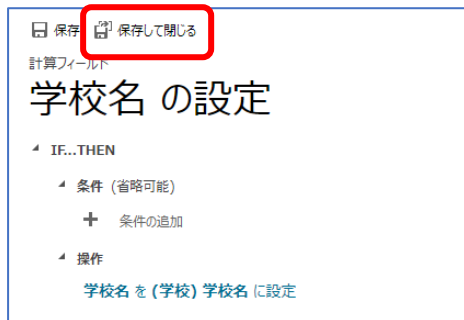 保存 保存して閉じる
計算フィールド
学校名 の設定
IF...THEN
条件 (省略可能)
条件の追加
操作
学校名 を (学校) 学校名 に設定